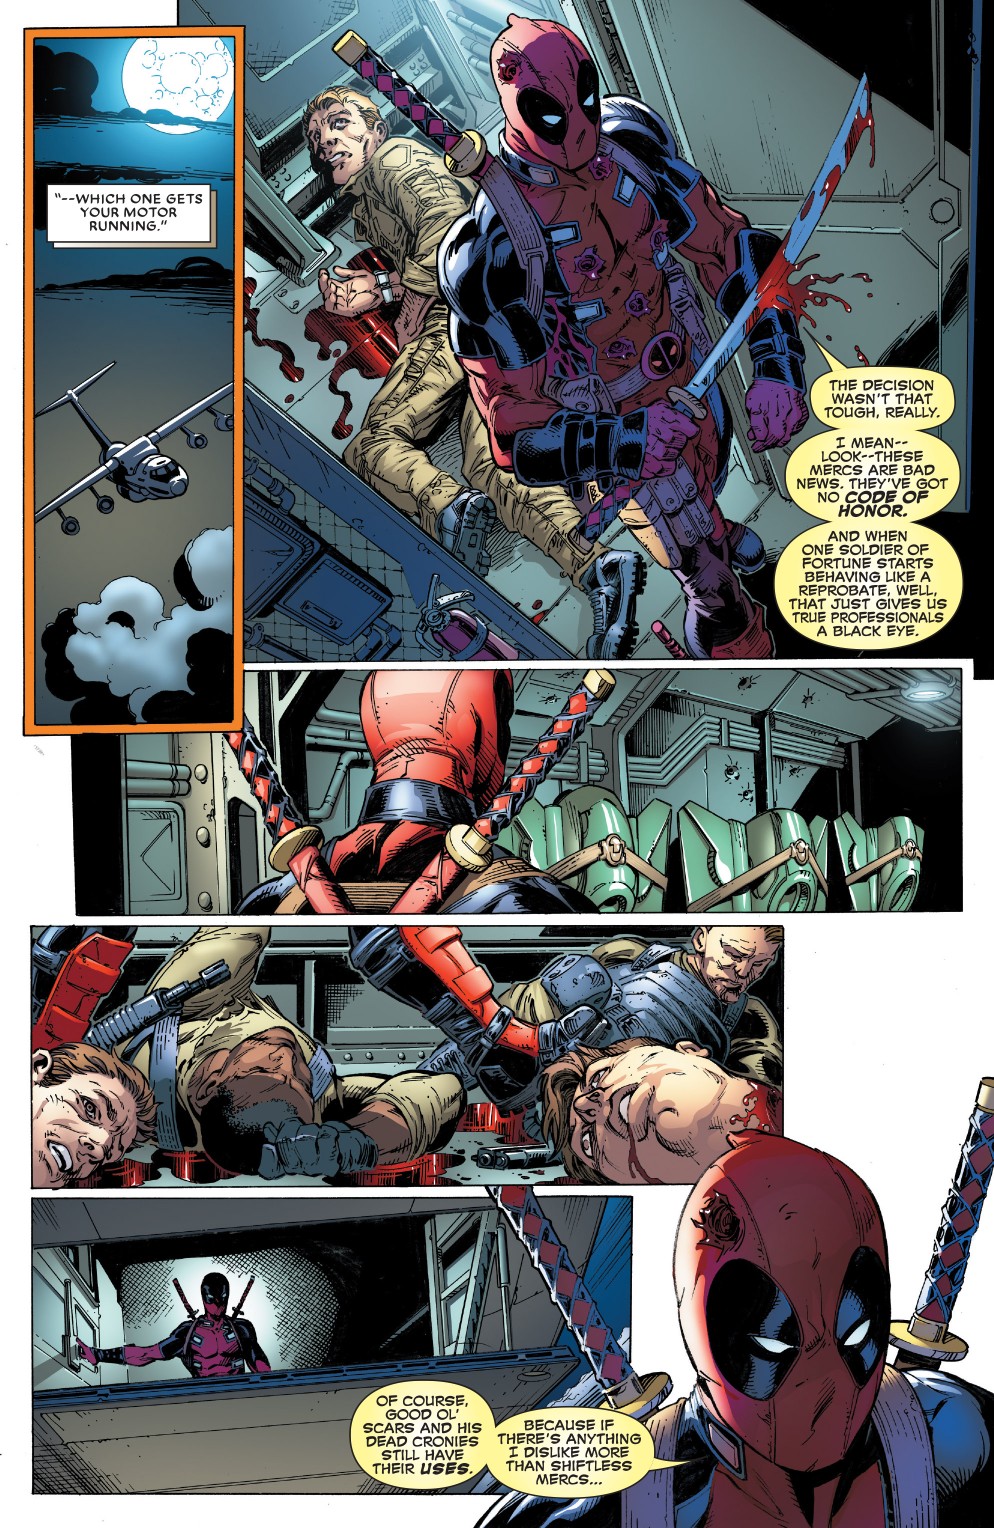 "--WHICH ONE GETS
YOUR MOTOR
RUNNING."
THE DECISION
WASN'T THAT
TOUGH, REALLY.
I MEAN--
LOOK--THESE
MERCS ARE BAD
NEWS. THEY'VE GOT
NO CODE OF
HONOR.
AND WHEN
ONE SOLDIER OF
FORTUNE STARTS
BEHAVING LIKE A
REPROBATE, WELL,
THAT JUST GIVES US
TRUE PROFESSIONALS
A BLACK EYE.
OF COURSE,
GOOD OL'
SCARS AND HIS
DEAD CRONIES
STILL HAVE
THEIR USES.
BECAUSE IF
THERE'S ANYTHING
I DISLIKE MORE
THAN SHIFTLESS
MERCS...